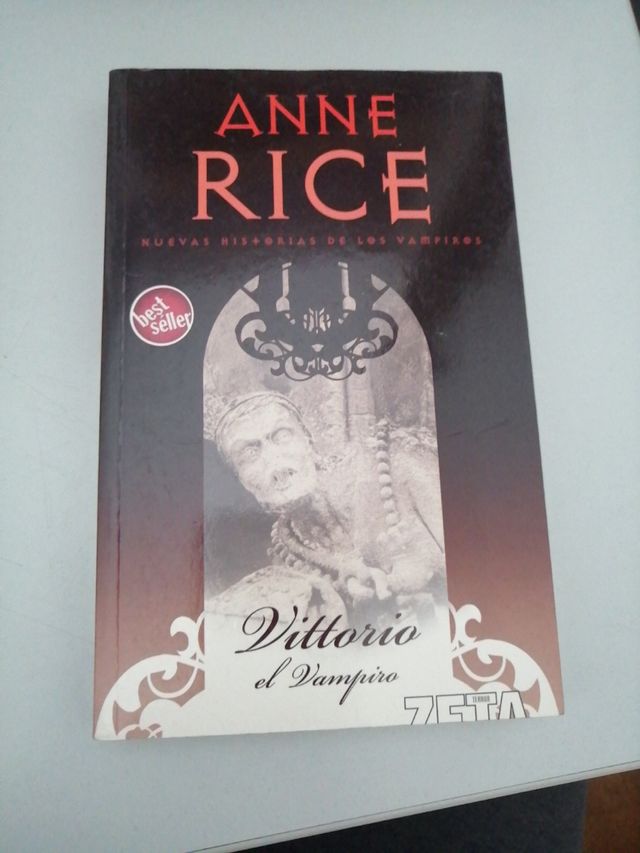 ANNE
RICE
NUEVAS HISTORIAS DE LOS VAMPIROS
best
seller
Vittorio
el Vampiro
TERROR
ZETA